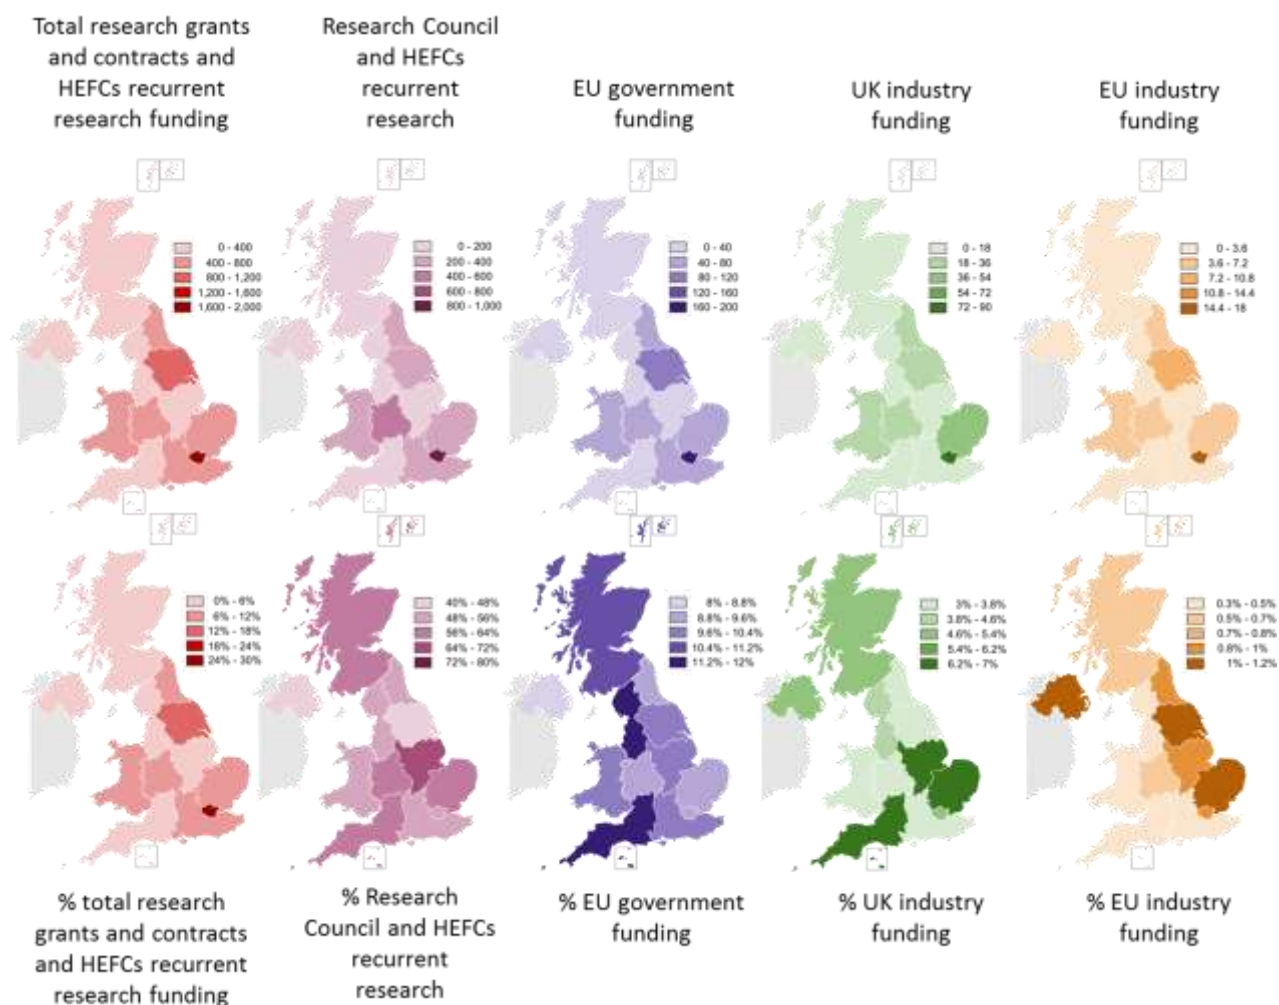 Total research grants
and contracts and
HEFCs recurrent
research funding
Research Council
and HEFCs
recurrent
research
EU government
funding
UK industry
funding
EU industry
funding
0 - 400
400 - 800
800 - 1,200
1,200 - 1,600
1,600 - 2,000
0 - 200
200 - 400
400 - 600
600 - 800
800 - 1,000
0 - 40
40 - 80
80 - 120
120 - 160
160 - 200
0 - 18
18 - 36
36 - 54
54 - 72
72 - 90
0 - 3.6
3.6 - 7.2
7.2 - 10.8
10.8 - 14.4
14.4 - 18
0% - 6%
6% - 12%
12% - 18%
18% - 24%
24% - 30%
40% - 48%
48% - 56%
56% - 64%
64% - 72%
72% - 80%
8% - 8.8%
8.8% - 9.6%
9.6% - 10.4%
10.4% - 11.2%
11.2% - 12%
3% - 3.8%
3.8% - 4.6%
4.6% - 5.4%
5.4% - 6.2%
6.2% - 7%
0.3% - 0.5%
0.5% - 0.7%
0.7% - 0.8%
0.8% - 1%
1% - 1.2%
% total research
grants and contracts
and HEFCs recurrent
research funding
% Research
Council and HEFCs
recurrent
research
% EU government
funding
% UK industry
funding
% EU industry
funding